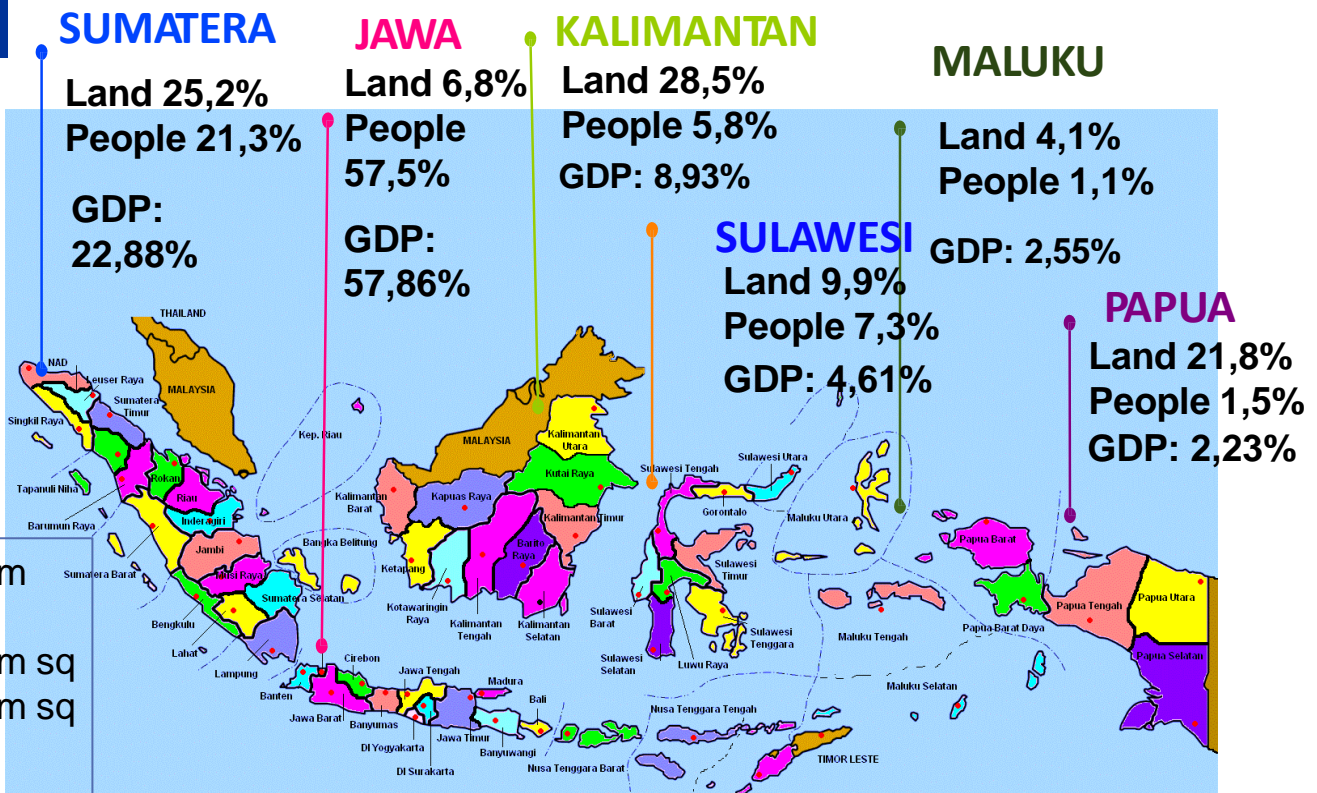 SUMATERA
Land 25,2%
People 21,3%
GDP:
22,88%
JAWA
Land 6,8%
People
57,5%
GDP:
57,86%
KALIMANTAN
Land 28,5%
People 5,8%
GDP: 8,93%
MALUKU
Land 4,1%
People 1,1%
GDP: 2,55%
SULAWESI
Land 9,9%
People 7,3%
GDP: 4,61%
PAPUA
Land 21,8%
People 1,5%
GDP: 2,23%
THAILAND
MALAYSIA
NAD
Leuser Raya
Singkil Raya
Sumatera
Timur
Tapanuli Niha
Rokan
Riau
Barumun Raya
Inderagiri
Kep. Riau
Sumatera Barat
Jambi
Musi Raya
Bangka Belitung
Sumatera Selatan
Bengkulu
Lahat
Lampung
m
m sq
m sq
MALAYSIA
Kalimantan
Utara
Kutai Raya
Kalimantan
Barat
Kapuas Raya
Kalimantan Timur
Ketapang
Barito
Raya
Kotawaringin
Raya
Kalimantan
Tengah
Kalimantan
Selatan
Sulawesi Tengah
Sulawesi Utara
Gorontalo
Sulawesi
Timur
Sulawesi
Barat
Sulawesi
Tenggara
Sulawesi
Selatan
Luwu Raya
Maluku Utara
Maluku Tengah
Maluku Selatan
Papua Barat
Papua Barat Daya
Papua Tengah
Papua Utara
Papua Selatan
Banten
Jawa Barat
Cirebon
Banyumas
Jawa Tengah
DI Yogyakarta
DI Surakarta
Jawa Timur
Madura
Banyuwangi
Bali
Nusa Tenggara Barat
Nusa Tenggara Tengah
TIMOR LESTE